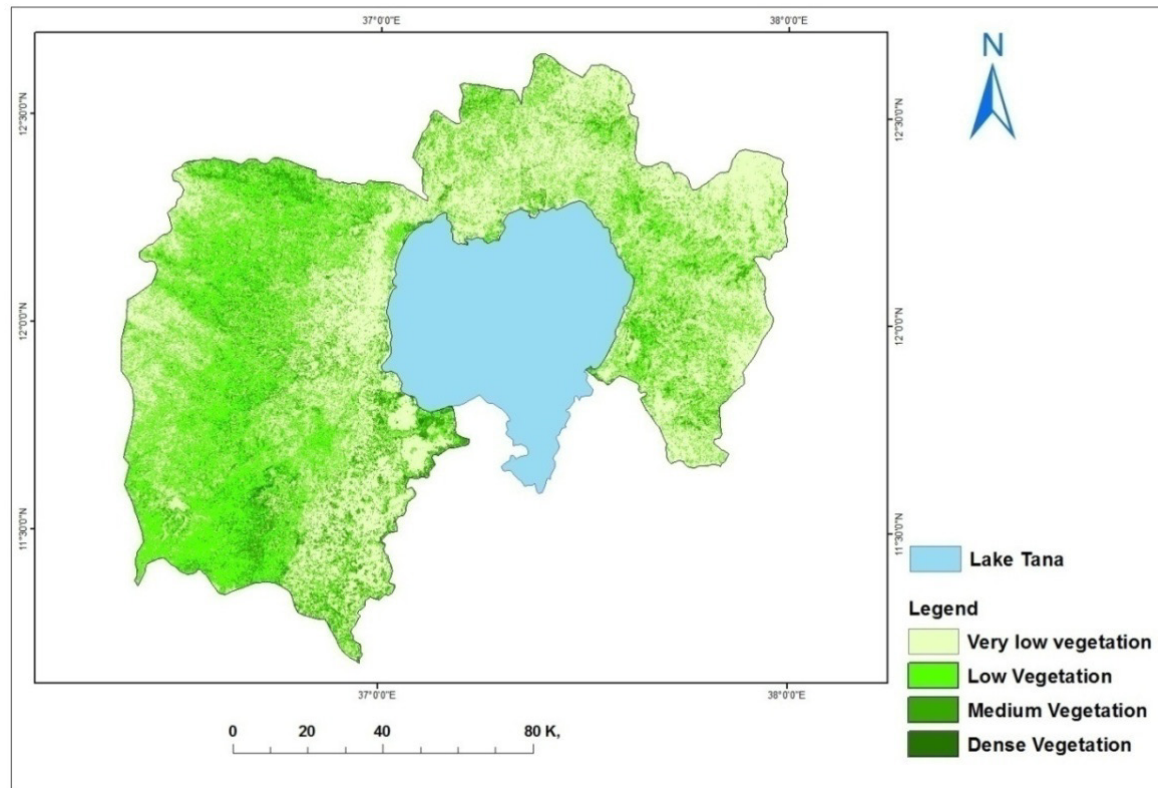 37°0'0"E 38°0'0"E
N
12°30'0"N 12°30'0"N
12°0'0"N 12°0'0"N
11°30'0"N 11°30'0"N
Lake Tana
Legend
Very low vegetation
Low Vegetation
Medium Vegetation
Dense Vegetation
37°0'0"E 38°0'0"E
0 20 40 80 K,